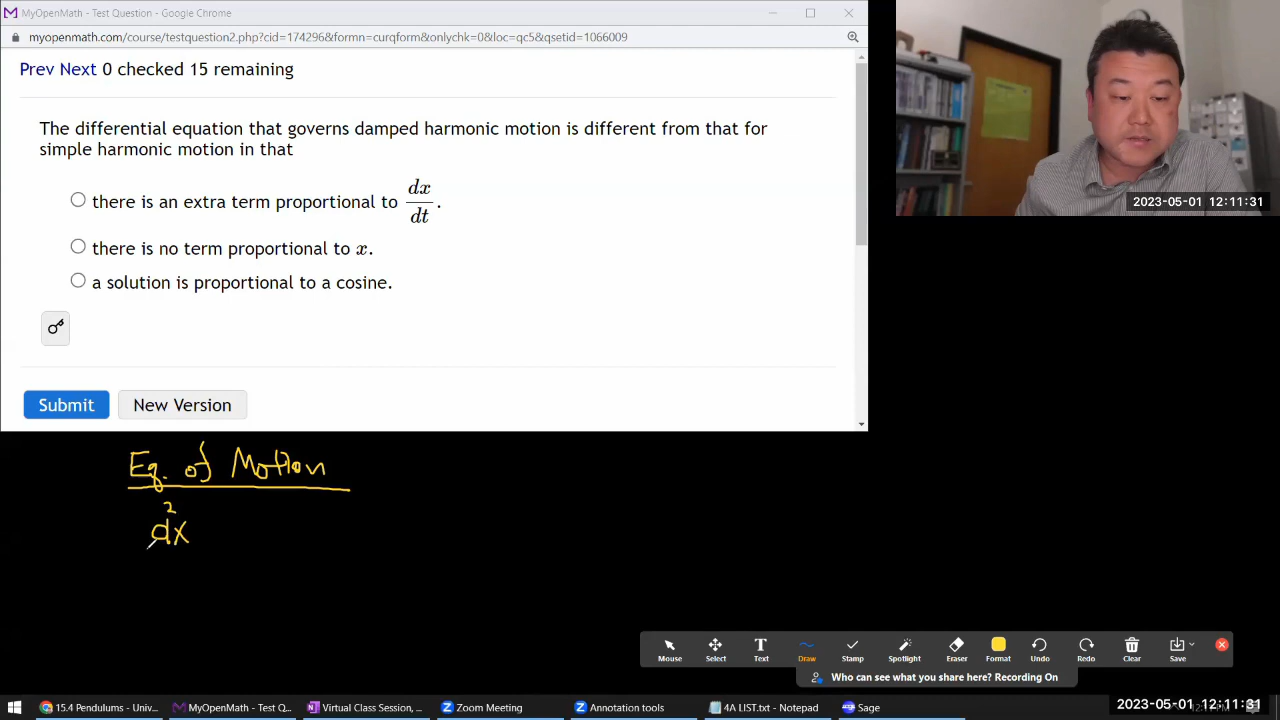 MyOpenMath - Test Question - Google Chrome
myopenmath.com/course/testquestion2.php?cid=174296&formn=curqform&onlychk=0&loc=qc5&qsetid=1066009
Prev Next 0 checked 15 remaining
The differential equation that governs damped harmonic motion is different from that for
simple harmonic motion in that
there is an extra term proportional to dx/dt.
there is no term proportional to x.
a solution is proportional to a cosine.
Submit New Version
2023-05-01 12:11:31
Eq. of Motion
d²x
Mouse Select Text Draw Stamp Spotlight Eraser Format Undo Redo Clear Save
Who can see what you share here? Recording On
15.4 Pendulums - Univ... MyOpenMath - Test Q... Virtual Class Session, ... Zoom Meeting Annotation tools 4A LIST.txt - Notepad Sage 2023-05-01 12:11:31